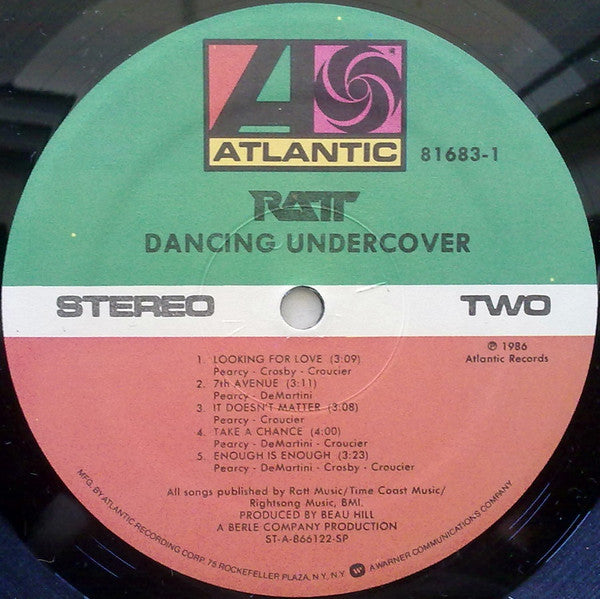 ATLANTIC
81683-1
RATT
DANCING UNDERCOVER
STEREO
TWO
℗ 1986
Atlantic Records
1. LOOKING FOR LOVE (3:09)
Pearcy - Crosby - Croucier
2. 7th AVENUE (3:11)
Pearcy - DeMartini
3. IT DOESN'T MATTER (3:08)
Pearcy - Croucier
4. TAKE A CHANCE (4:00)
Pearcy - DeMartini - Croucier
5. ENOUGH IS ENOUGH (3:23)
Pearcy - DeMartini - Crosby - Croucier
All songs published by Ratt Music/Time Coast Music/
Rightsong Music, BMI.
PRODUCED BY BEAU HILL
A BERLE COMPANY PRODUCTION
ST-A-866122-SP
MFG. BY ATLANTIC RECORDING CORP. 75 ROCKEFELLER PLAZA, N.Y., N.Y. A WARNER COMMUNICATIONS COMPANY